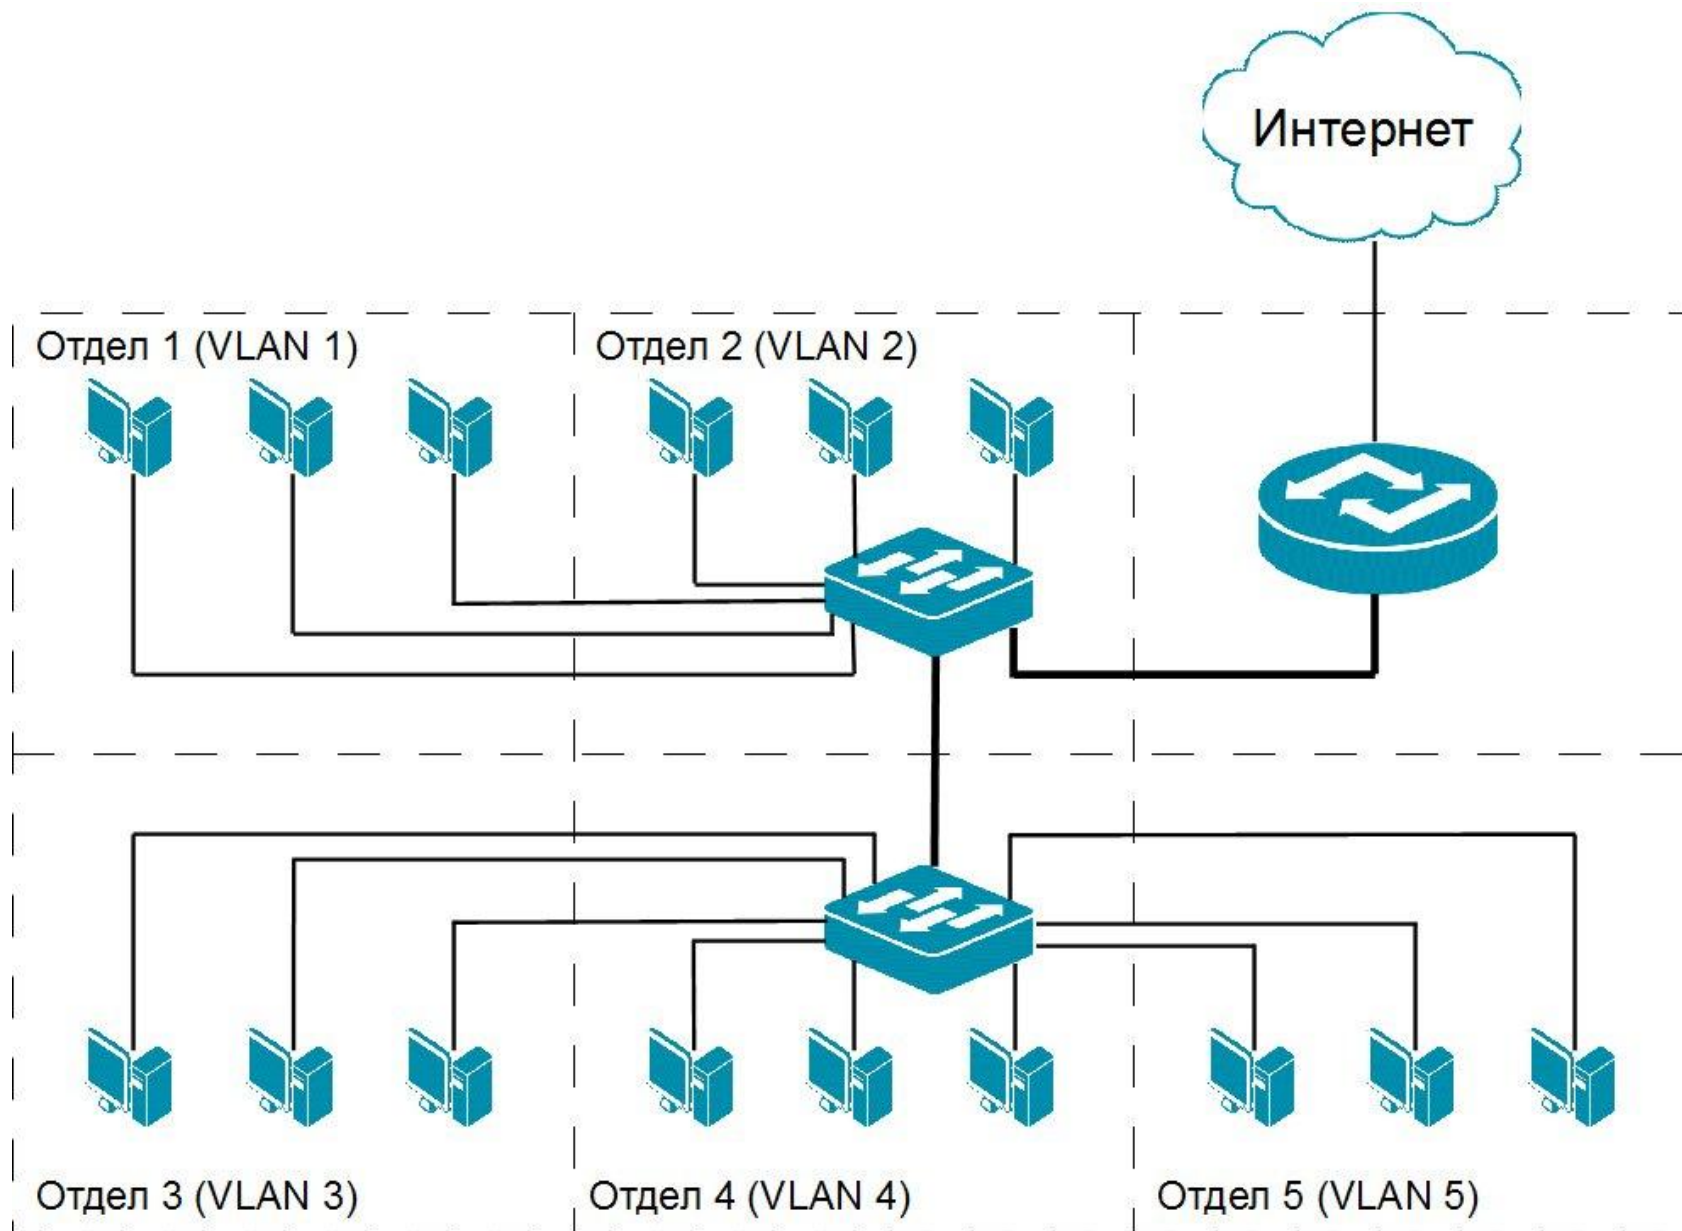 Интернет
Отдел 1 (VLAN 1)
Отдел 2 (VLAN 2)
Отдел 3 (VLAN 3)
Отдел 4 (VLAN 4)
Отдел 5 (VLAN 5)